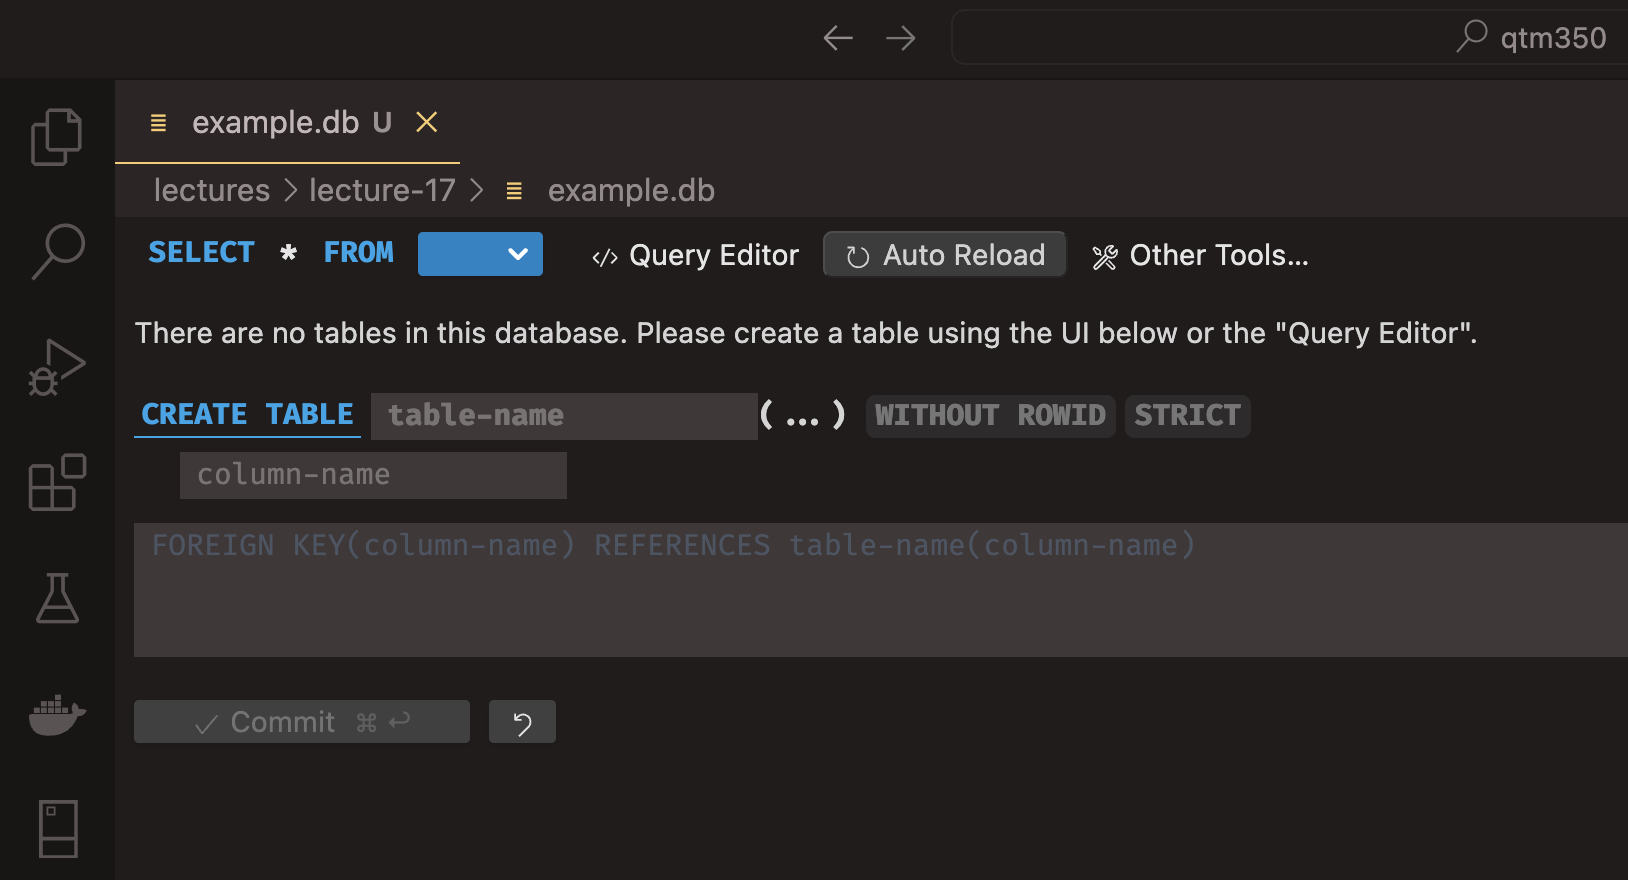 qtm350
example.db U
lectures > lecture-17 > example.db
SELECT * FROM </> Query Editor Auto Reload Other Tools...
There are no tables in this database. Please create a table using the UI below or the "Query Editor".
CREATE TABLE table-name (...) WITHOUT ROWID STRICT
column-name
FOREIGN KEY(column-name) REFERENCES table-name(column-name)
Commit ⌘ ↩